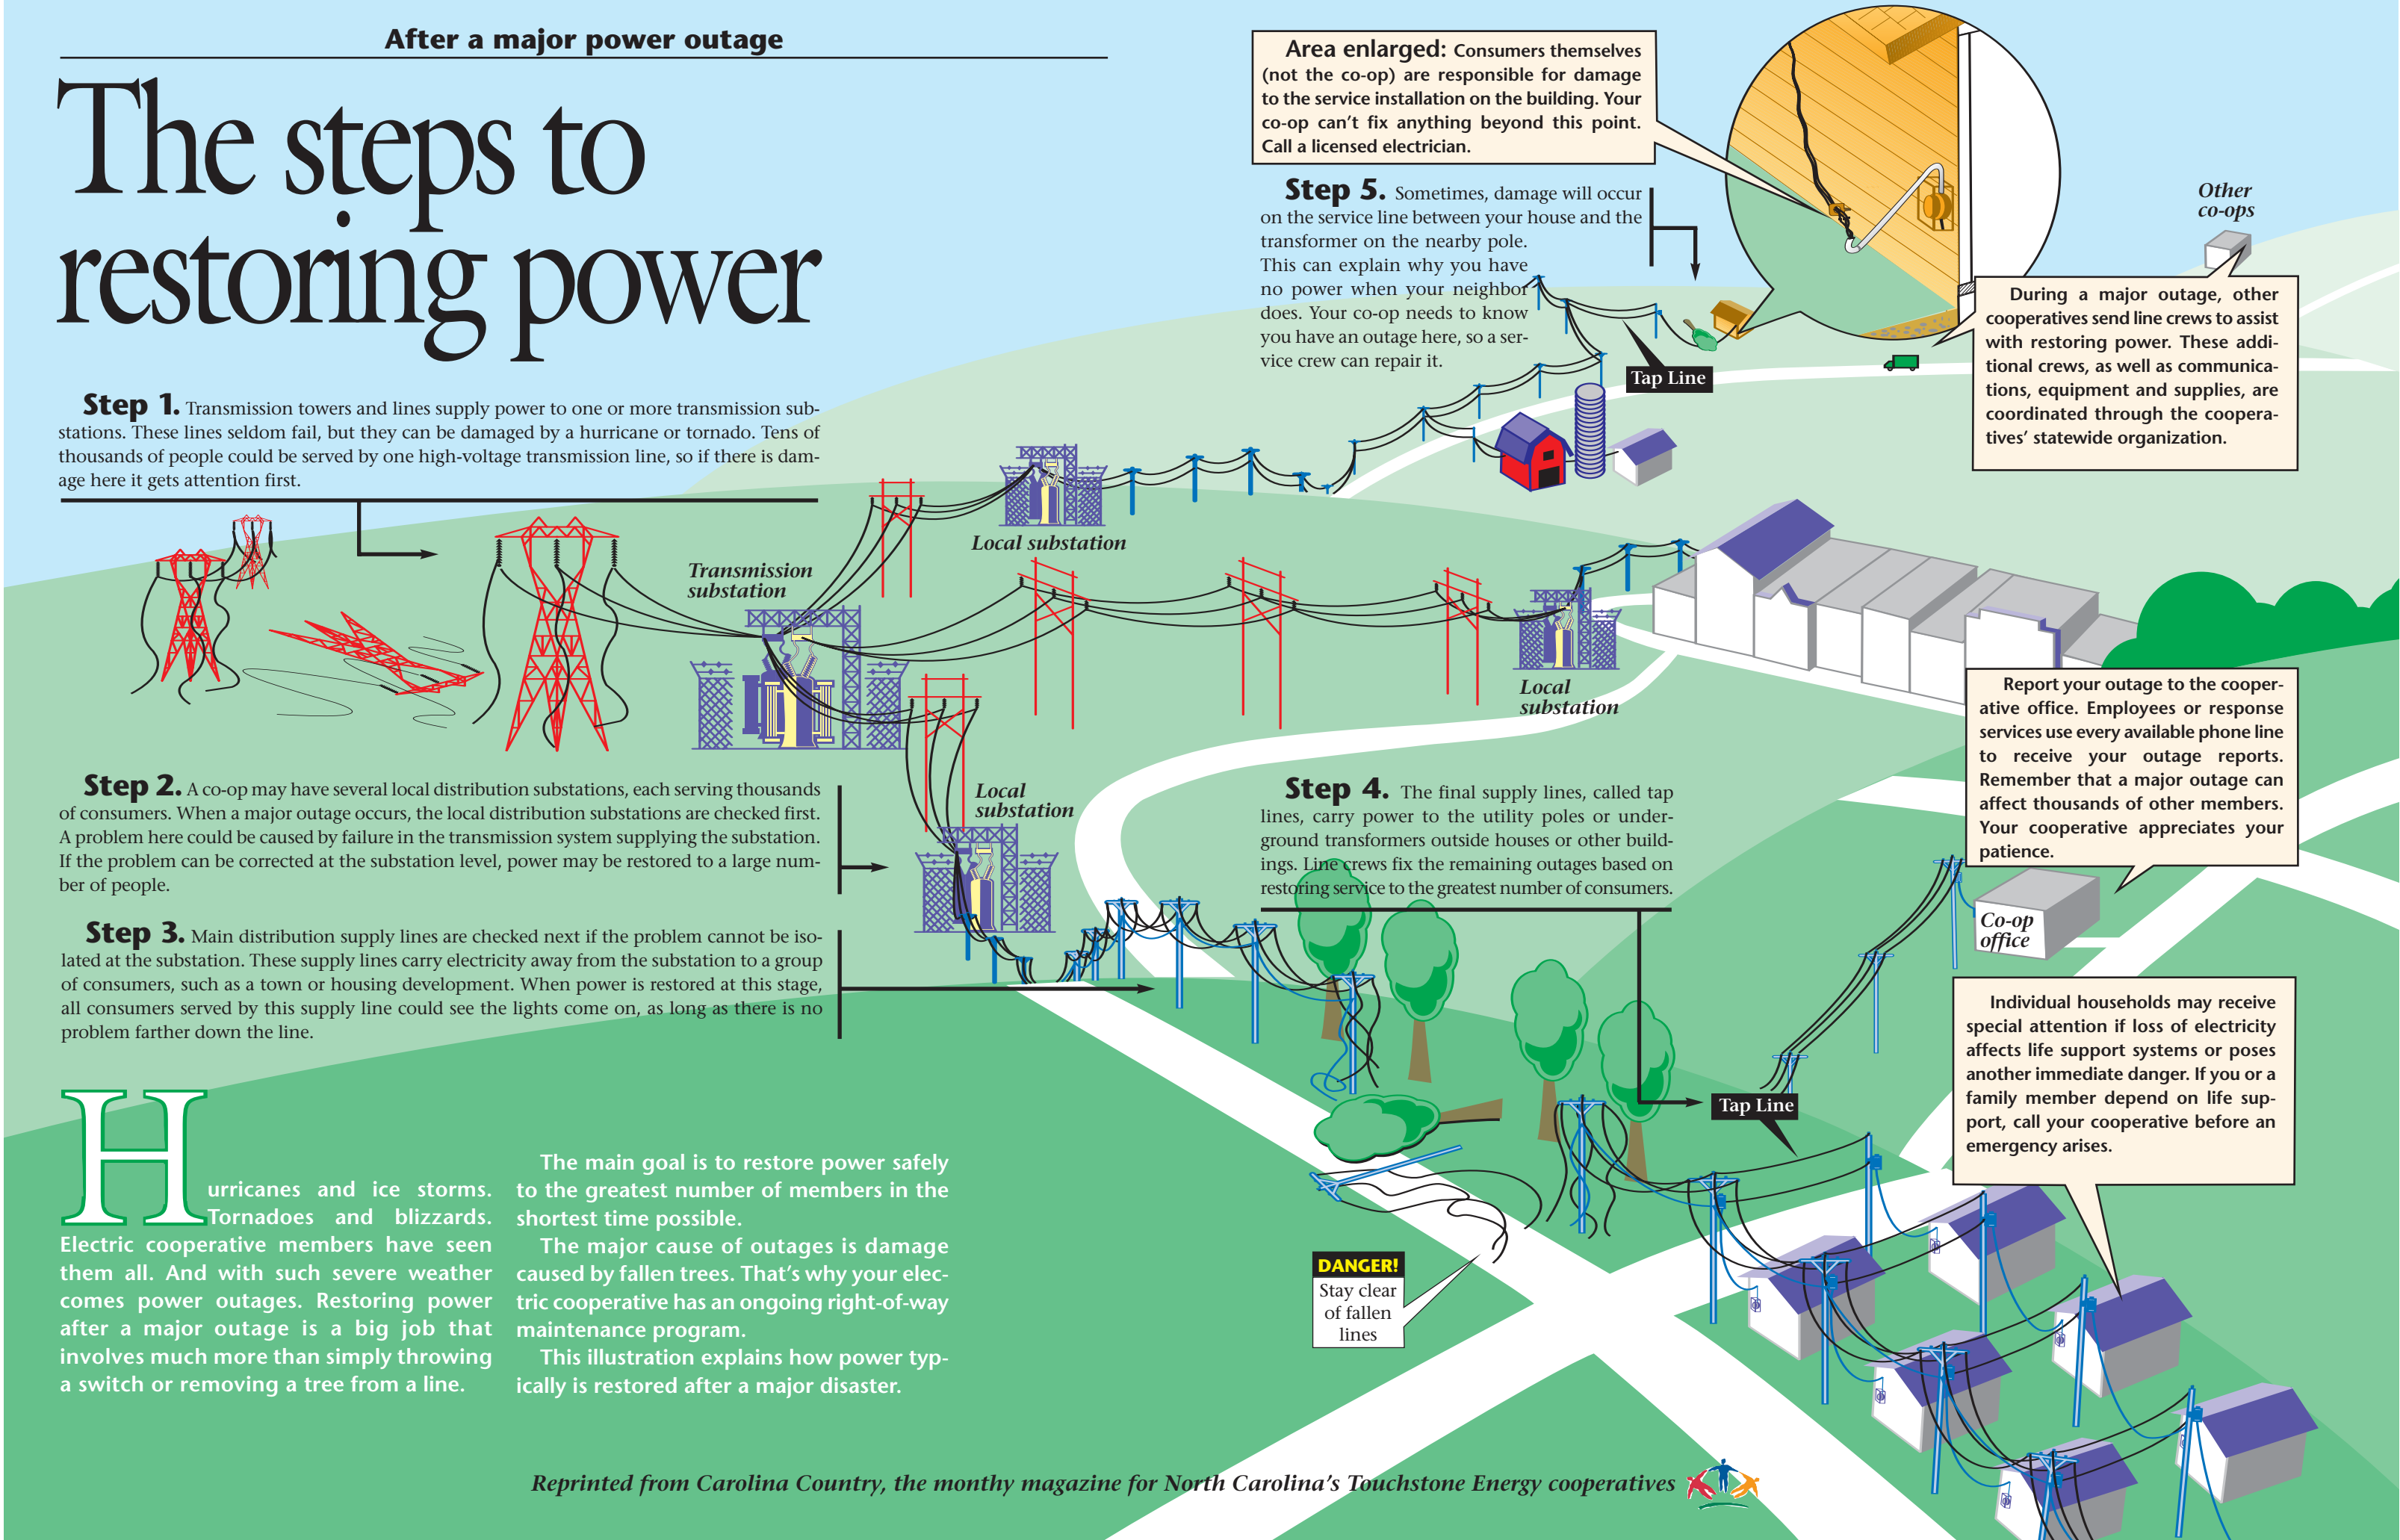 After a major power outage
The steps to
restoring power
Step 1. Transmission towers and lines supply power to one or more transmission sub-
stations. These lines seldom fail, but they can be damaged by a hurricane or tornado. Tens of
thousands of people could be served by one high-voltage transmission line, so if there is dam-
age here it gets attention first.
Transmission
substation
Local substation
Local
substation
Local
substation
Step 2. A co-op may have several local distribution substations, each serving thousands
of consumers. When a major outage occurs, the local distribution substations are checked first.
A problem here could be caused by failure in the transmission system supplying the substation.
If the problem can be corrected at the substation level, power may be restored to a large num-
ber of people.
Step 3. Main distribution supply lines are checked next if the problem cannot be iso-
lated at the substation. These supply lines carry electricity away from the substation to a group
of consumers, such as a town or housing development. When power is restored at this stage,
all consumers served by this supply line could see the lights come on, as long as there is no
problem farther down the line.
Step 4. The final supply lines, called tap
lines, carry power to the utility poles or under-
ground transformers outside houses or other build-
ings. Line crews fix the remaining outages based on
restoring service to the greatest number of consumers.
Tap Line
Step 5. Sometimes, damage will occur
on the service line between your house and the
transformer on the nearby pole.
This can explain why you have
no power when your neighbor
does. Your co-op needs to know
you have an outage here, so a ser-
vice crew can repair it.
Tap Line
Area enlarged: Consumers themselves
(not the co-op) are responsible for damage
to the service installation on the building. Your
co-op can't fix anything beyond this point.
Call a licensed electrician.
Other
co-ops
During a major outage, other
cooperatives send line crews to assist
with restoring power. These addi-
tional crews, as well as communica-
tions, equipment and supplies, are
coordinated through the coopera-
tives' statewide organization.
Report your outage to the cooper-
ative office. Employees or response
services use every available phone line
to receive your outage reports.
Remember that a major outage can
affect thousands of other members.
Your cooperative appreciates your
patience.
Co-op
office
Individual households may receive
special attention if loss of electricity
affects life support systems or poses
another immediate danger. If you or a
family member depend on life sup-
port, call your cooperative before an
emergency arises.
DANGER!
Stay clear
of fallen
lines
Hurricanes and ice storms.
Tornadoes and blizzards.
Electric cooperative members have seen
them all. And with such severe weather
comes power outages. Restoring power
after a major outage is a big job that
involves much more than simply throwing
a switch or removing a tree from a line.
The main goal is to restore power safely
to the greatest number of members in the
shortest time possible.
The major cause of outages is damage
caused by fallen trees. That's why your elec-
tric cooperative has an ongoing right-of-way
maintenance program.
This illustration explains how power typ-
ically is restored after a major disaster.
Reprinted from Carolina Country, the monthy magazine for North Carolina's Touchstone Energy cooperatives